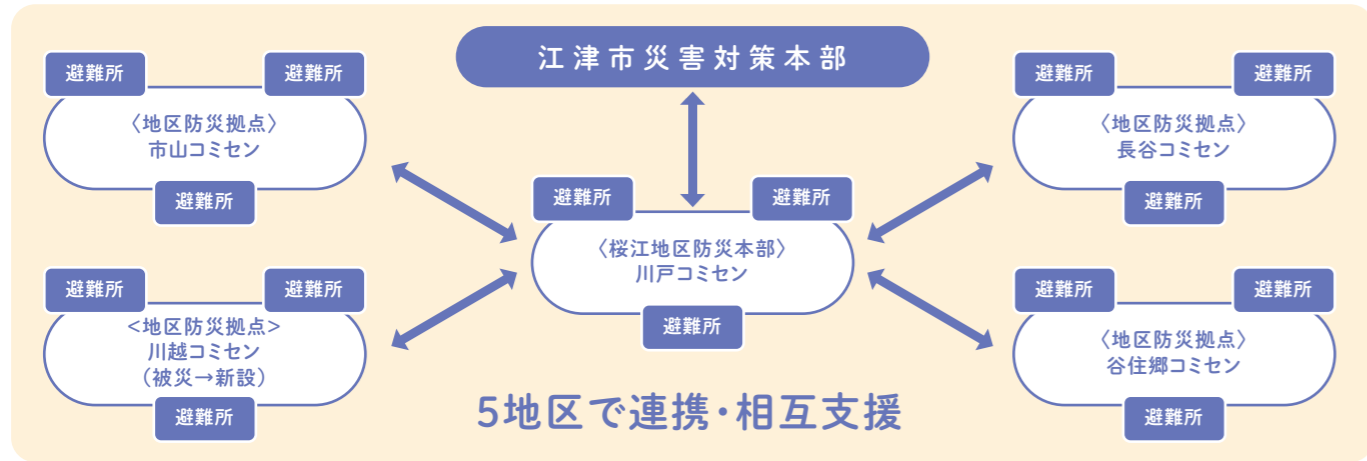 江津市災害対策本部
避難所
避難所
〈地区防災拠点〉
市山コミセン
避難所
避難所
避難所
〈地区防災拠点〉
長谷コミセン
避難所
避難所
避難所
〈桜江地区防災本部〉
川戸コミセン
避難所
避難所
避難所
<地区防災拠点>
川越コミセン
（被災→新設）
避難所
避難所
避難所
〈地区防災拠点〉
谷住郷コミセン
避難所
5地区で連携・相互支援